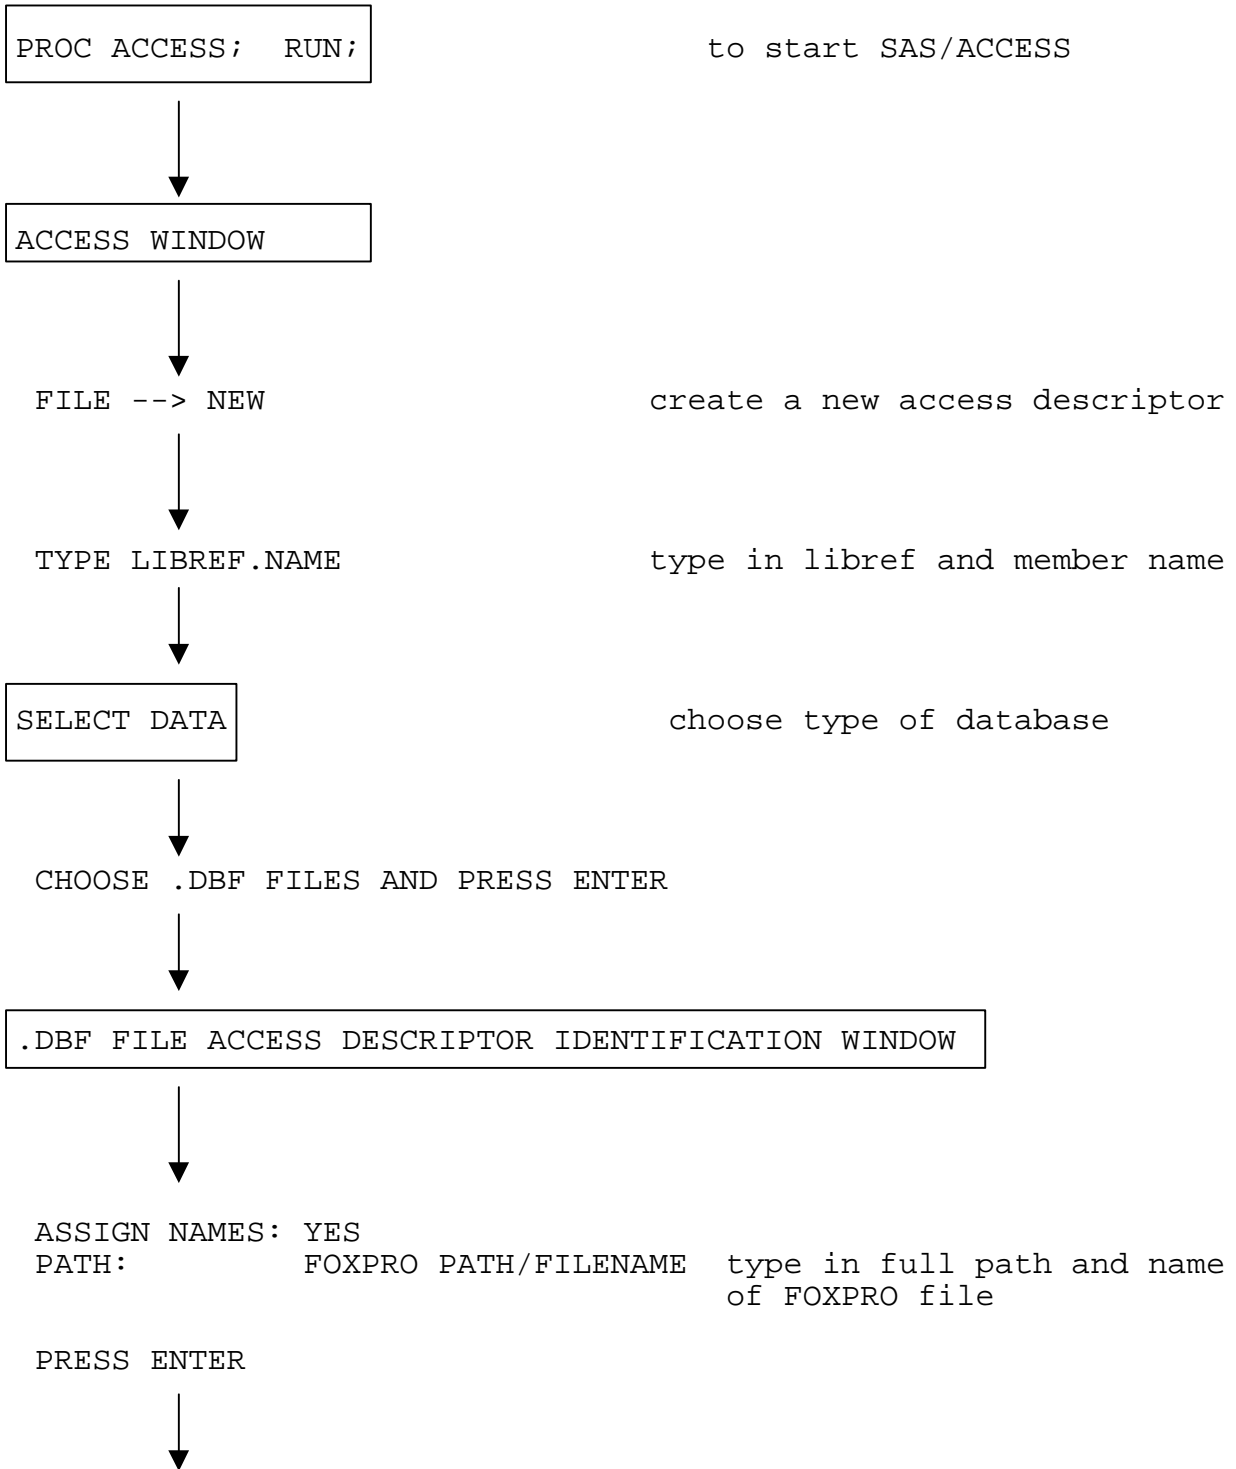 PROC ACCESS;  RUN;                  to start SAS/ACCESS
ACCESS WINDOW
FILE --> NEW                    create a new access descriptor
TYPE LIBREF.NAME                type in libref and member name
SELECT DATA                       choose type of database
CHOOSE .DBF FILES AND PRESS ENTER
.DBF FILE ACCESS DESCRIPTOR IDENTIFICATION WINDOW
ASSIGN NAMES: YES
PATH:         FOXPRO PATH/FILENAME  type in full path and name
of FOXPRO file
PRESS ENTER